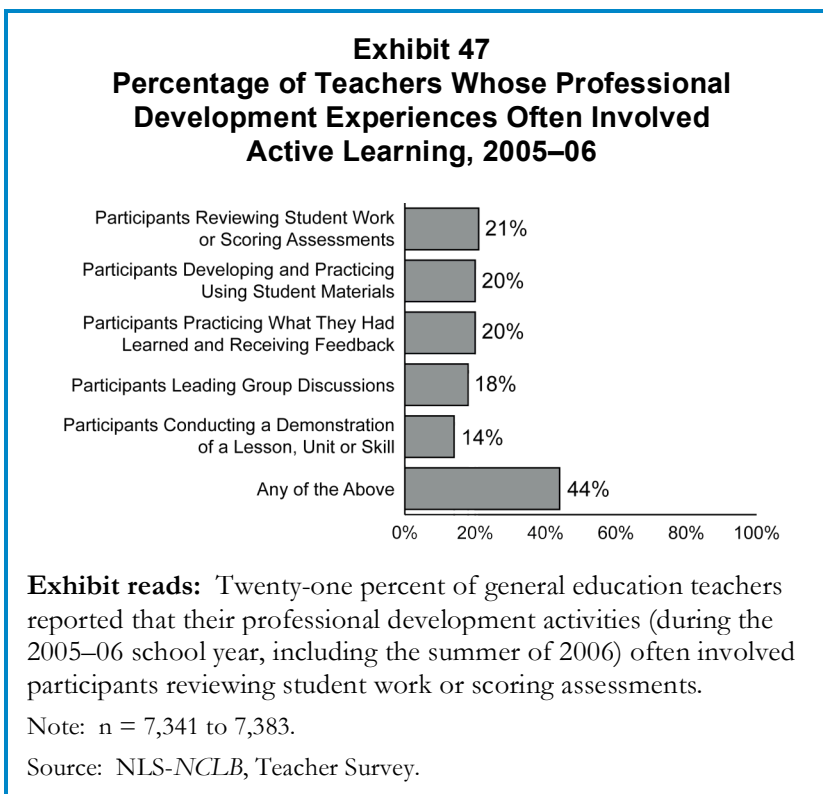 Exhibit 47
Percentage of Teachers Whose Professional
Development Experiences Often Involved
Active Learning, 2005–06
Participants Reviewing Student Work
or Scoring Assessments
21%
Participants Developing and Practicing
Using Student Materials
20%
Participants Practicing What They Had
Learned and Receiving Feedback
20%
Participants Leading Group Discussions
18%
Participants Conducting a Demonstration
of a Lesson, Unit or Skill
14%
Any of the Above
44%
0% 20% 40% 60% 80% 100%
Exhibit reads: Twenty-one percent of general education teachers
reported that their professional development activities (during the
2005–06 school year, including the summer of 2006) often involved
participants reviewing student work or scoring assessments.
Note: n = 7,341 to 7,383.
Source: NLS-NCLB, Teacher Survey.